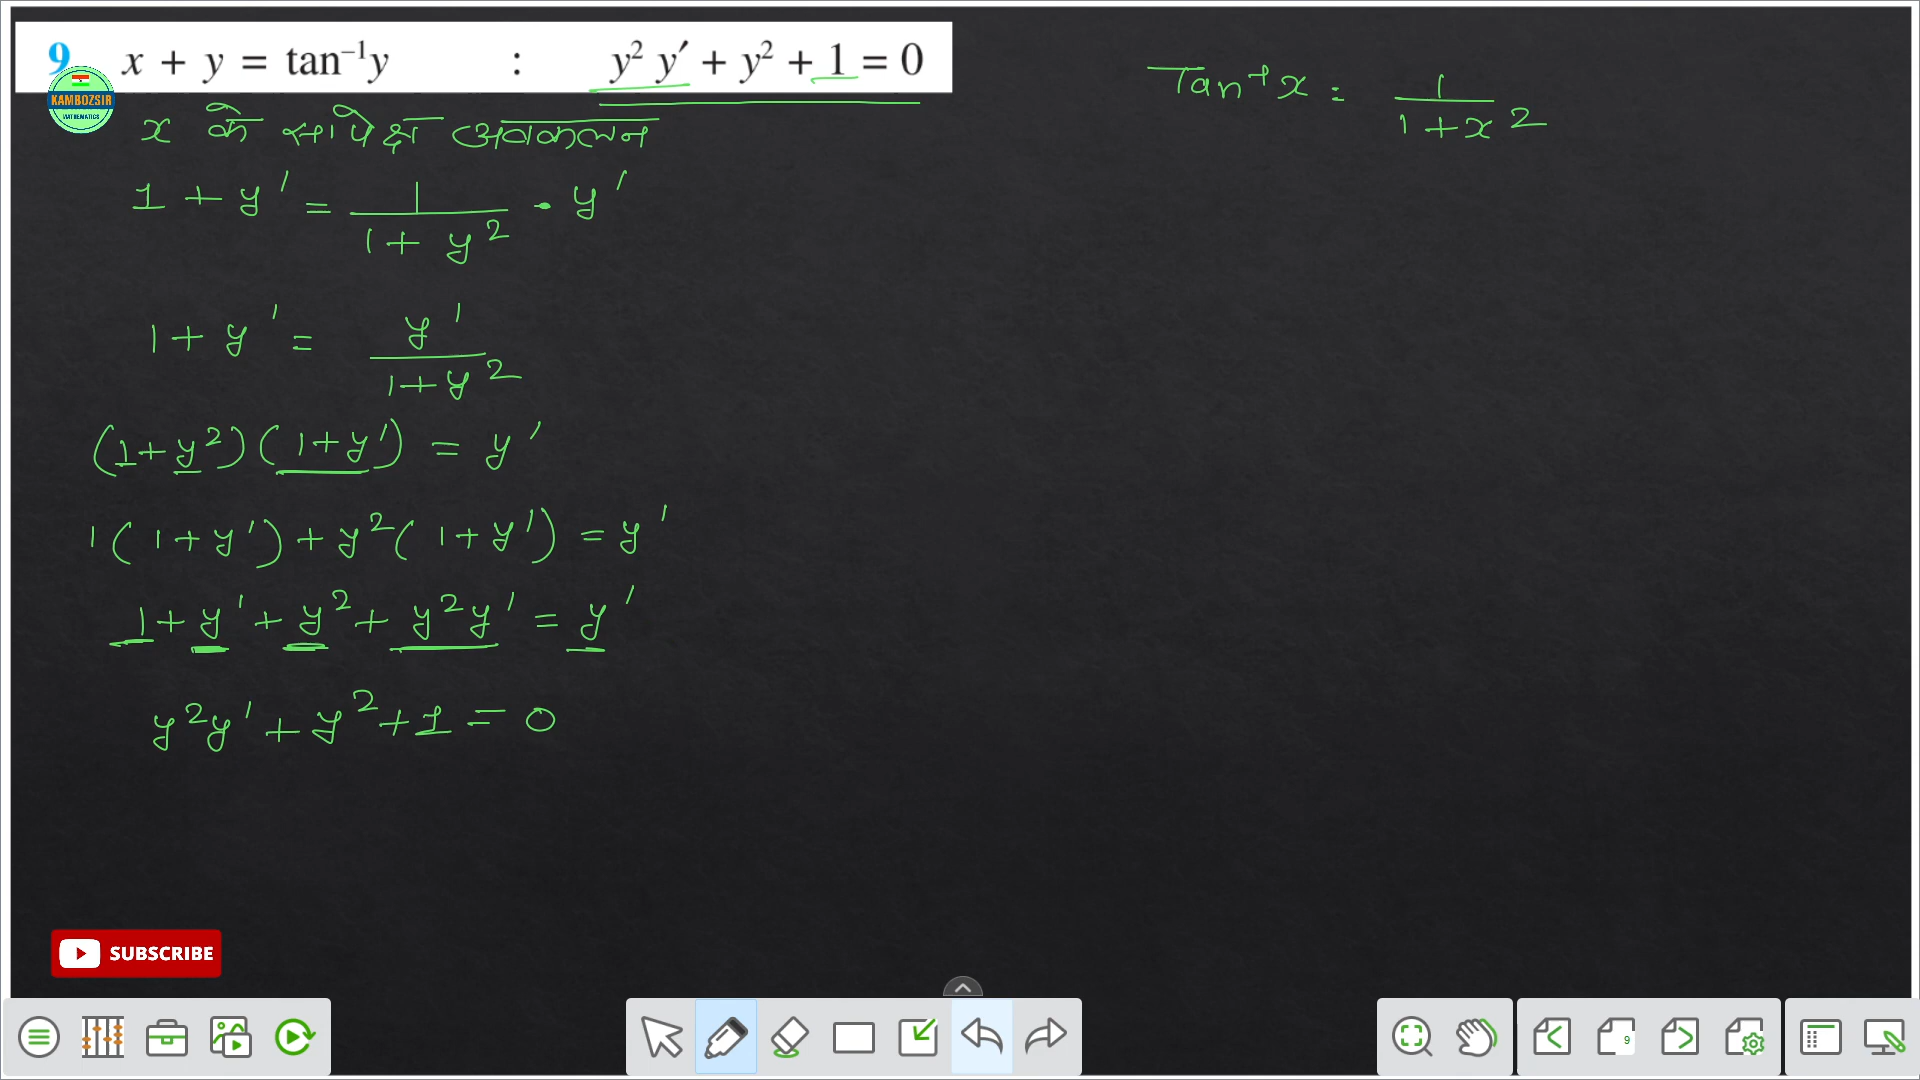 9. x + y = tan⁻¹y : y² y′ + y² + 1 = 0
KAMBOZSIR
MATHEMATICS
x के सापेक्ष अवकलन
1 + y' = 1/(1 + y²) · y'
1 + y' = y'/(1 + y²)
(1+y²)(1+y') = y'
1(1+y') + y²(1+y') = y'
1 + y' + y² + y²y' = y'
y²y' + y² + 1 = 0
Tan⁻¹x = 1/(1+x²)
SUBSCRIBE
9